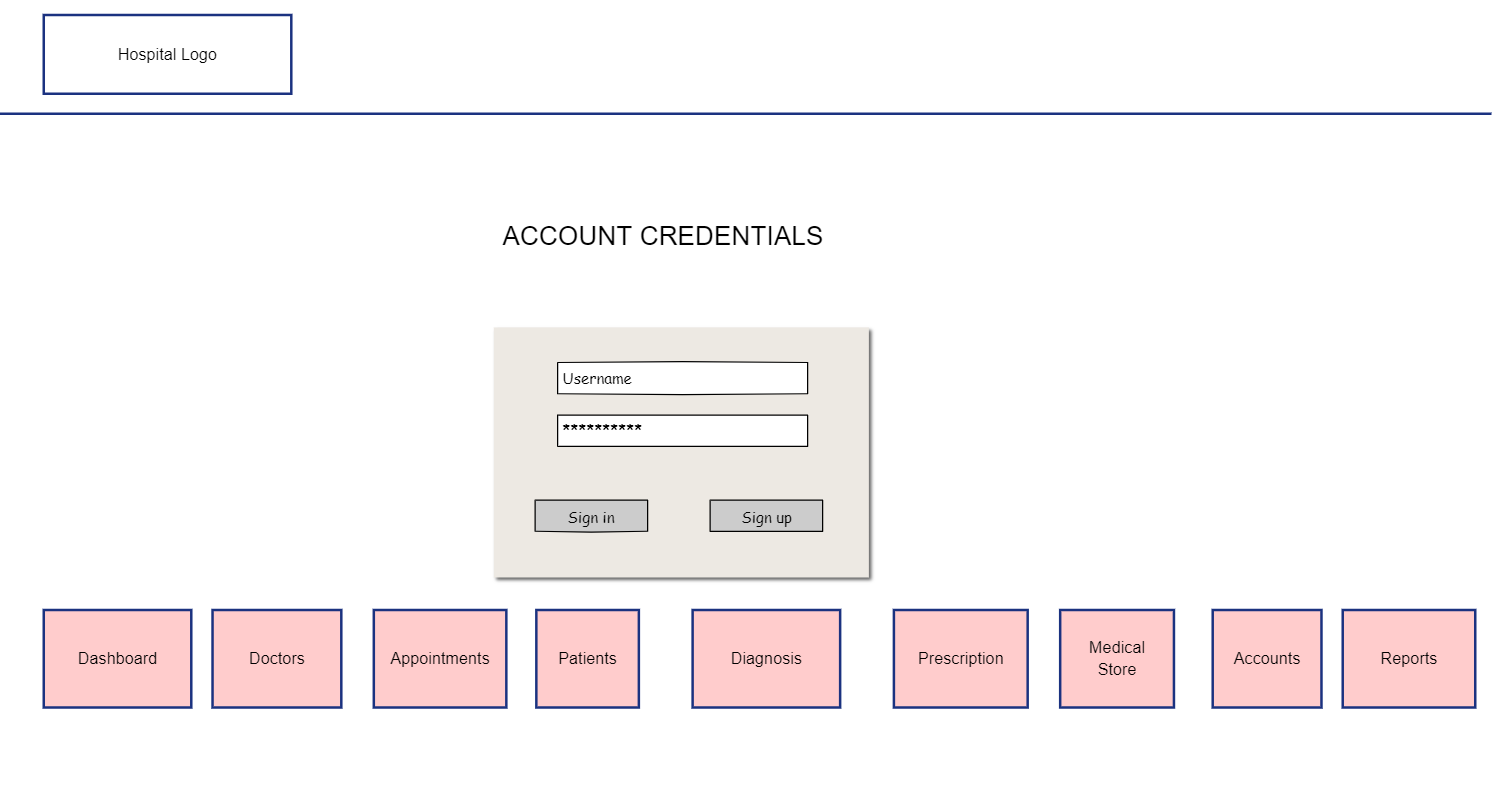 Hospital Logo
ACCOUNT CREDENTIALS
Username
**********
Sign in
Sign up
Dashboard
Doctors
Appointments
Patients
Diagnosis
Prescription
Medical
Store
Accounts
Reports